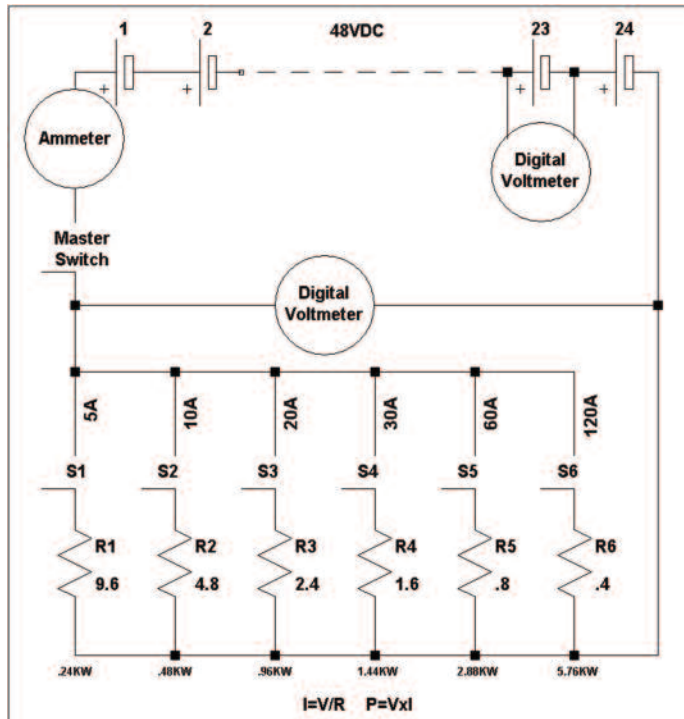 1 2 48VDC 23 24
+ + + +
Ammeter
Digital
Voltmeter
Master
Switch
Digital
Voltmeter
5A 10A 20A 30A 60A 120A
S1 S2 S3 S4 S5 S6
R1 R2 R3 R4 R5 R6
9.6 4.8 2.4 1.6 .8 .4
.24KW .48KW .96KW 1.44KW 2.88KW 5.76KW
I=V/R P=VxI